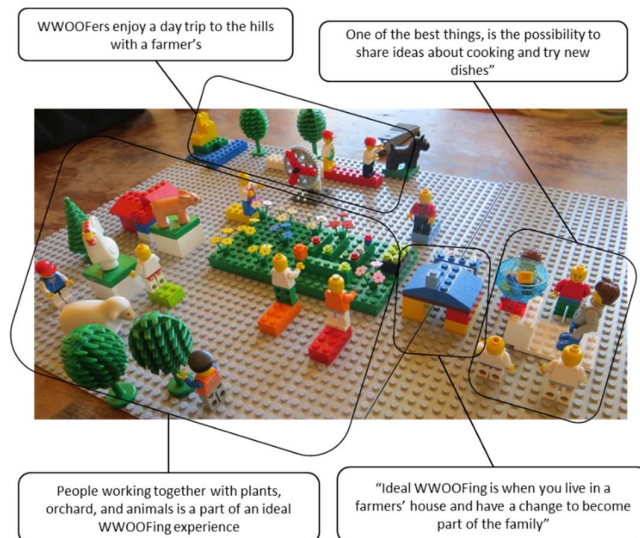 WWOOFers enjoy a day trip to the hills
with a farmer's
One of the best things, is the possibility to
share ideas about cooking and try new
dishes”
People working together with plants,
orchard, and animals is a part of an ideal
WWOOFing experience
“Ideal WWOOFing is when you live in a
farmers’ house and have a change to become
part of the family”